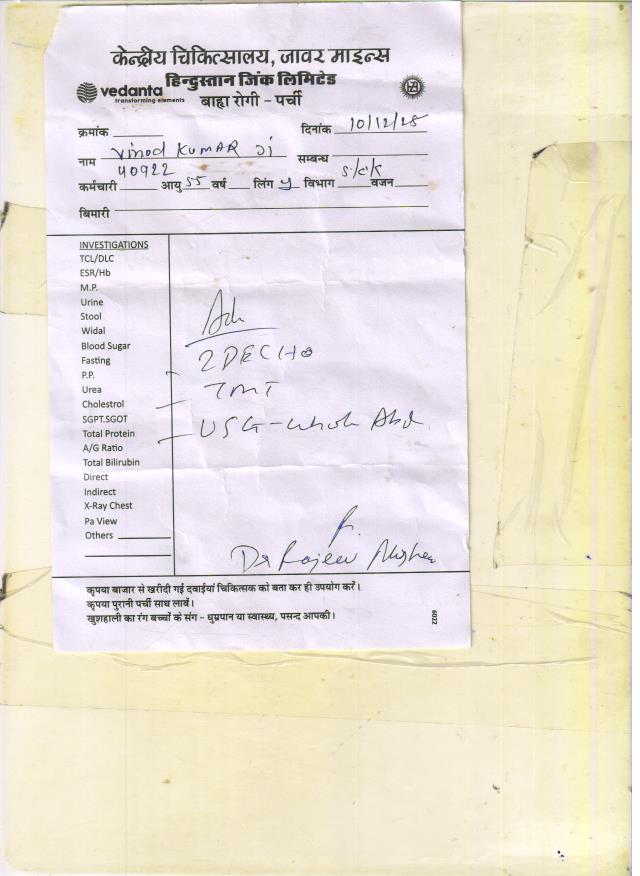 केन्द्रीय चिकित्सालय, जावर माइन्स
हिन्दुस्तान जिंक लिमिटेड
vedanta
transforming elements
बाह्य रोगी - पर्ची
क्रमांक दिनांक 10/12/25
नाम Vinod KUMAR Ji सम्बन्ध
40922 S/c/s
कर्मचारी आयु 55 वर्ष लिंग विभाग वजन
बिमारी
INVESTIGATIONS
TCL/DLC
ESR/Hb
M.P.
Urine
Stool
Widal
Blood Sugar
Fasting
P.P.
Urea
Cholestrol
SGPT.SGOT
Total Protein
A/G Ratio
Total Bilirubin
Direct
Indirect
X-Ray Chest
Pa View
Others
Adv
2DECHO
TMT
USG-whole Abd.
Dr Rajeev
कृपया बाजार से खरीदी गई दवाईयां चिकित्सक को बता कर ही उपयोग करें।
कृपया पुरानी पर्ची साथ लाबें।
खुशहाली का रंग बच्चों के संग - धुम्रपान या स्वास्थ्य, पसन्द आपकी।
6022